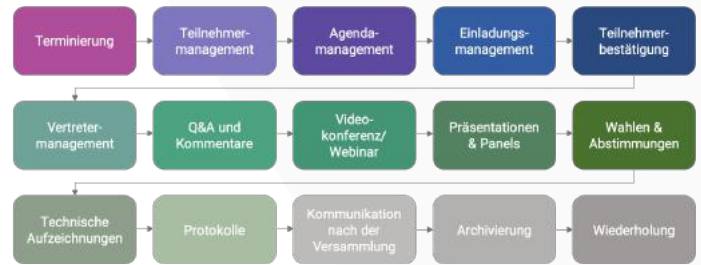 Terminierung
Teilnehmer-
management
Agenda-
management
Einladungs-
management
Teilnehmer-
bestätigung
Vertreter-
management
Q&A und
Kommentare
Video-
konferenz/
Webinar
Präsentationen
& Panels
Wahlen &
Abstimmungen
Technische
Aufzeichnungen
Protokolle
Kommunikation
nach der
Versammlung
Archivierung
Wiederholung